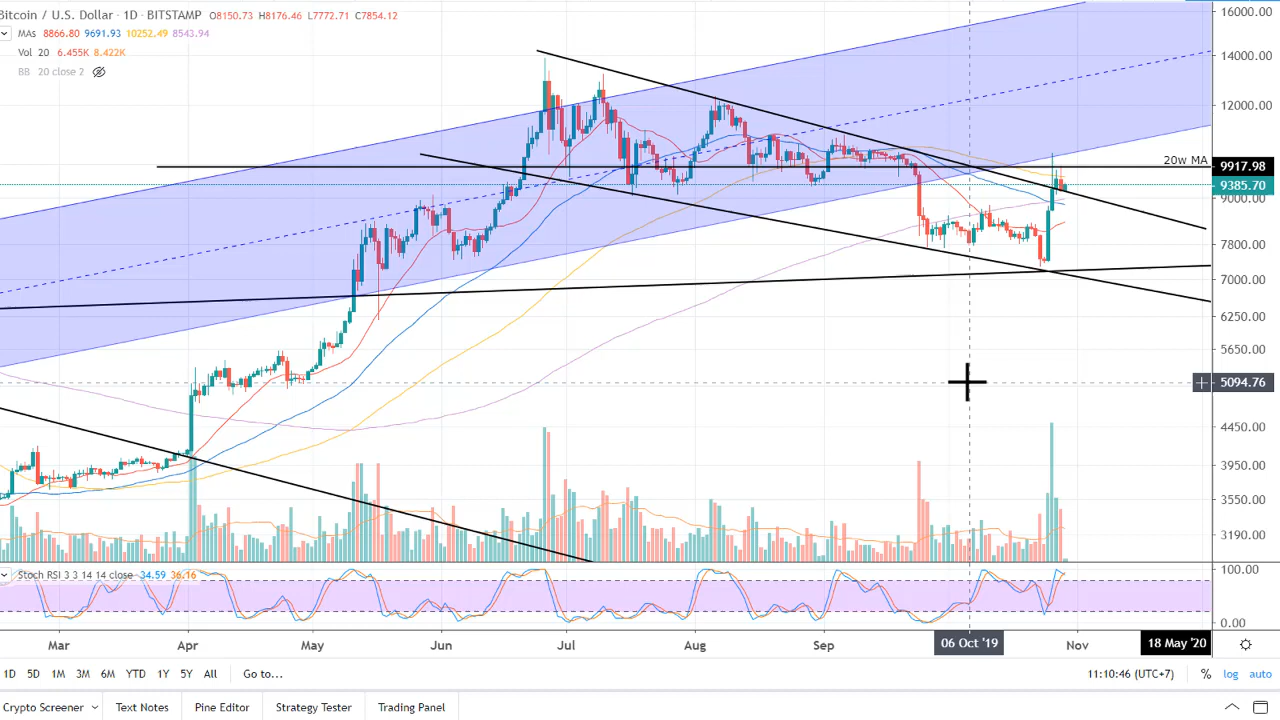 Bitcoin / U.S. Dollar · 1D · BITSTAMP O8150.73 H8176.46 L7772.71 C7854.12
MAs 8866.80 9691.93 10252.49 8543.94
Vol 20 6.455K 8.422K
BB 20 close 2
16000.00
14000.00
12000.00
20w MA 9917.98
9385.70
9000.00
7800.00
7000.00
6250.00
5650.00
5094.76
4450.00
3950.00
3550.00
3190.00
Stoch RSI 3 3 14 14 close 34.59 36.16
100.00
0.00
Mar Apr May Jun Jul Aug Sep 06 Oct '19 Nov 18 May '20
1D 5D 1M 3M 6M YTD 1Y 5Y All Go to... 11:10:46 (UTC+7) % log auto
Crypto Screener Text Notes Pine Editor Strategy Tester Trading Panel